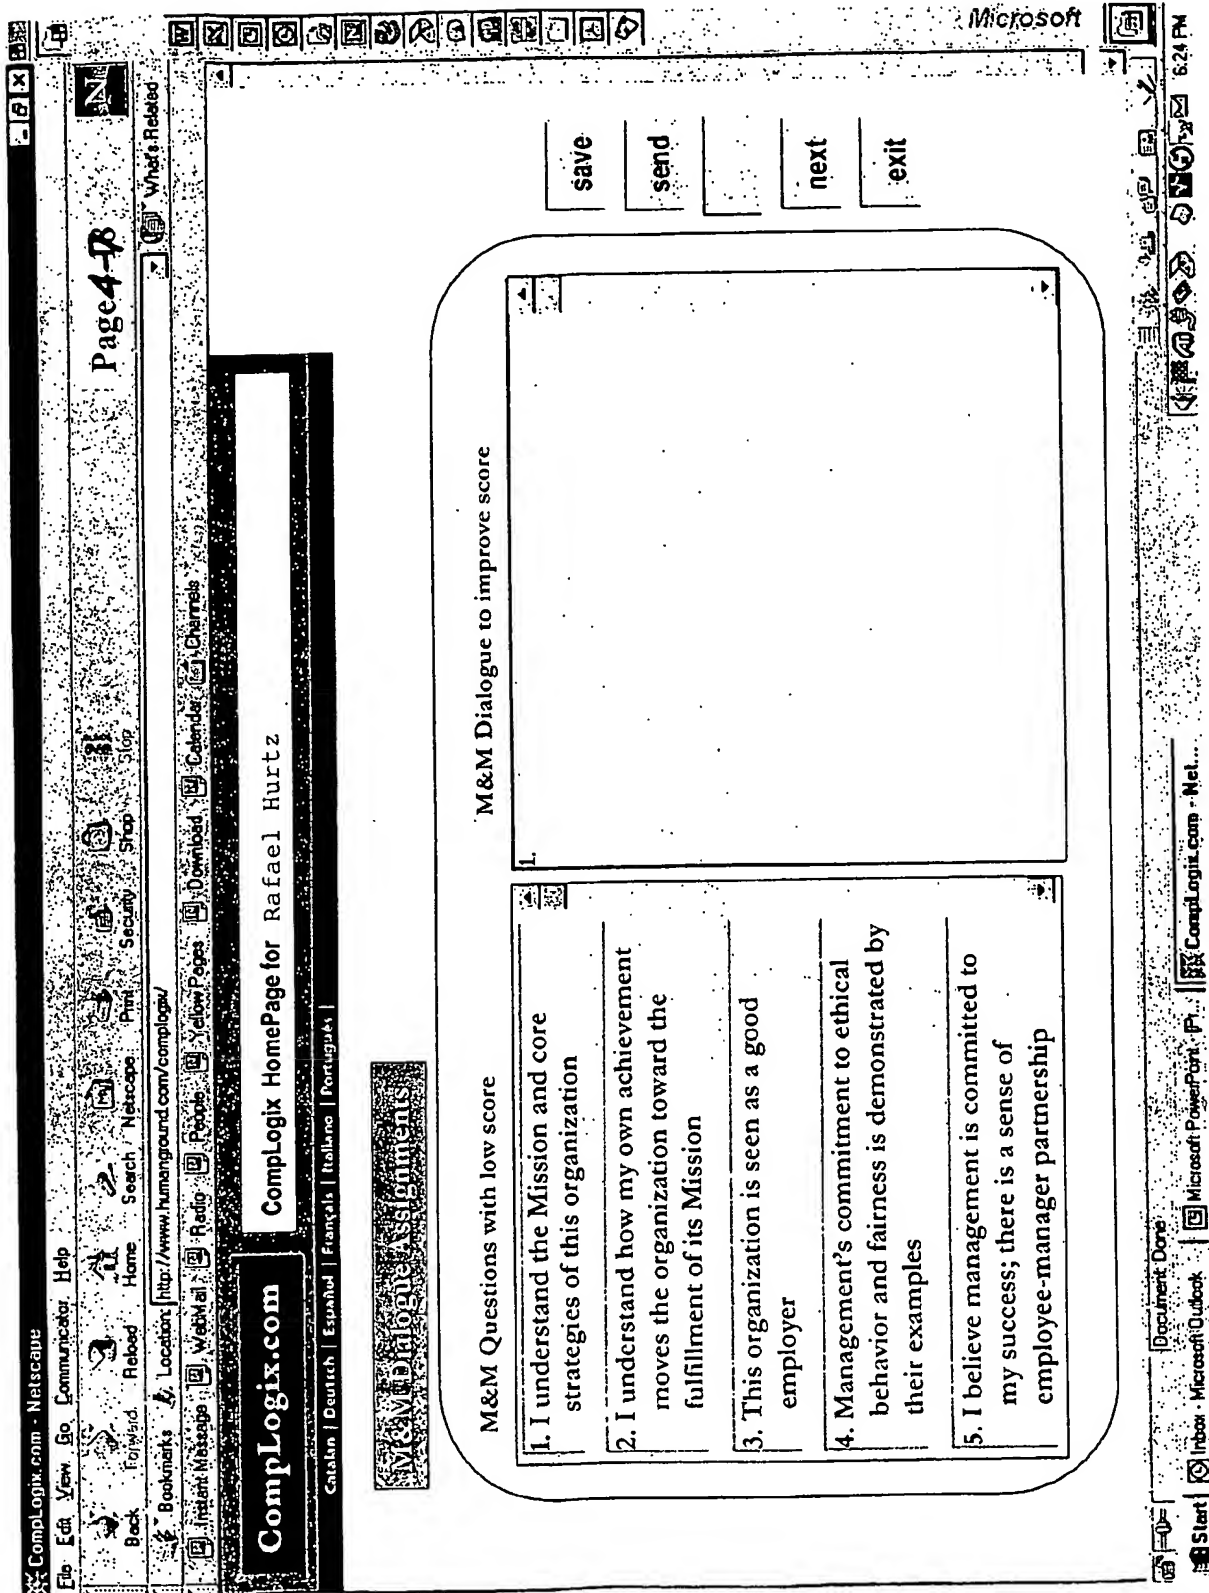 CompLogix.com - Netscape
File Edit View Go Communicator Help
Back Forward Reload Home Search Netscape Print Security Shop Stop
Page 4-78
Bookmarks Location: http://www.humanground.com/complogix/ What's Related
Instant Message WebMail Radio People Yellow Pages Download Calendar Channels
CompLogix.com
CompLogix HomePage for Rafael Hurtz
Catalan | Deutsch | Español | Français | Italiano | Português |
M&M Dialogue Assignments
M&M Questions with low score
1. I understand the Mission and core
strategies of this organization
2. I understand how my own achievement
moves the organization toward the
fulfillment of its Mission
3. This organization is seen as a good
employer
4. Management's commitment to ethical
behavior and fairness is demonstrated by
their examples
5. I believe management is committed to
my success; there is a sense of
employee-manager partnership
M&M Dialogue to improve score
1.
save
send
next
exit
Microsoft
Document: Done
Start Inbox - Microsoft Outlook Microsoft PowerPoint - [P... CompLogix.com - Net... 6:24 PM